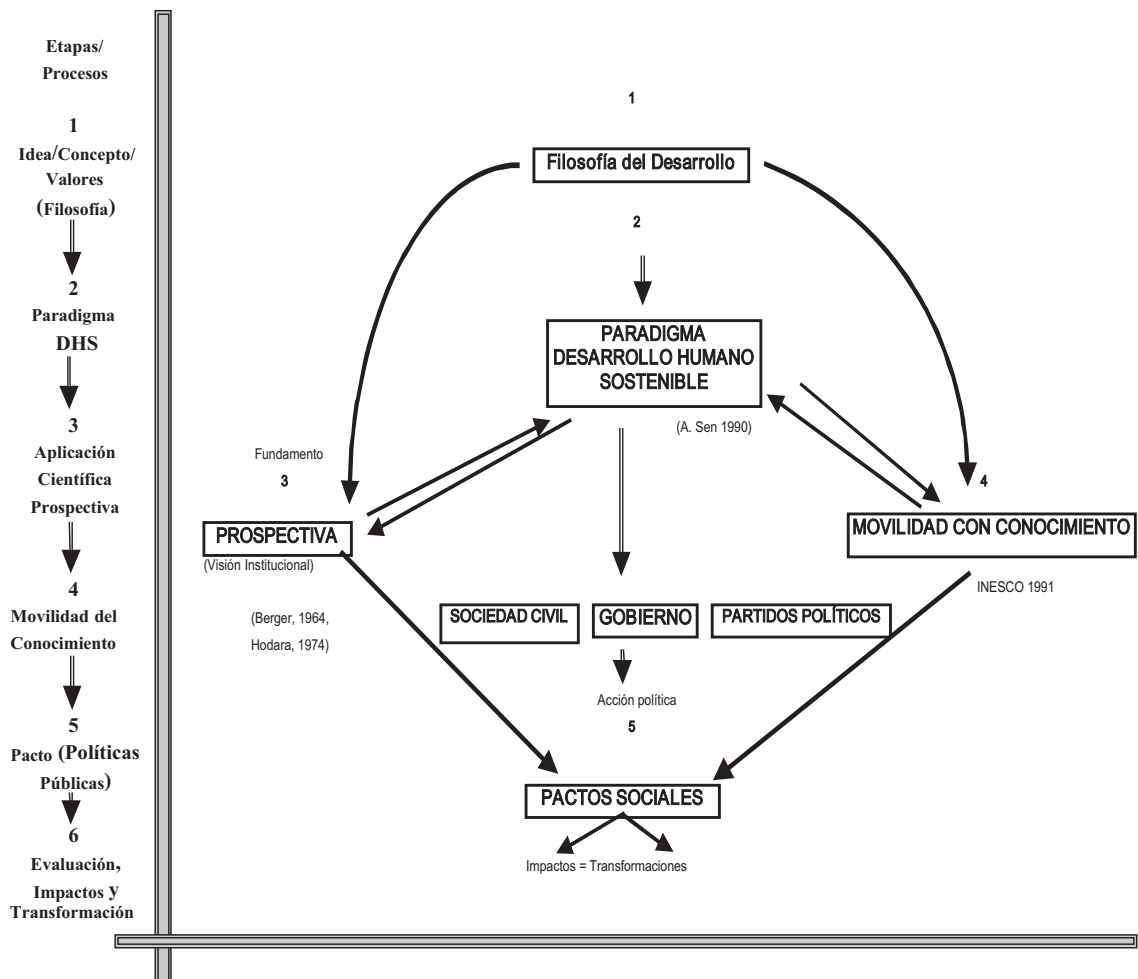 Etapas/
Procesos
1
Idea/Concepto/
Valores
(Filosofía)
2
Paradigma
DHS
3
Aplicación
Científica
Prospectiva
4
Movilidad del
Conocimiento
5
Pacto (Políticas
Públicas)
6
Evaluación,
Impactos y
Transformación
1
Filosofía del Desarrollo
2
PARADIGMA
DESARROLLO HUMANO
SOSTENIBLE
(A. Sen 1990)
Fundamento
3
PROSPECTIVA
(Visión Institucional)
(Berger, 1964,
Hodara, 1974)
4
MOVILIDAD CON CONOCIMIENTO
INESCO 1991
SOCIEDAD CIVIL
GOBIERNO
PARTIDOS POLÍTICOS
Acción política
5
PACTOS SOCIALES
Impactos = Transformaciones